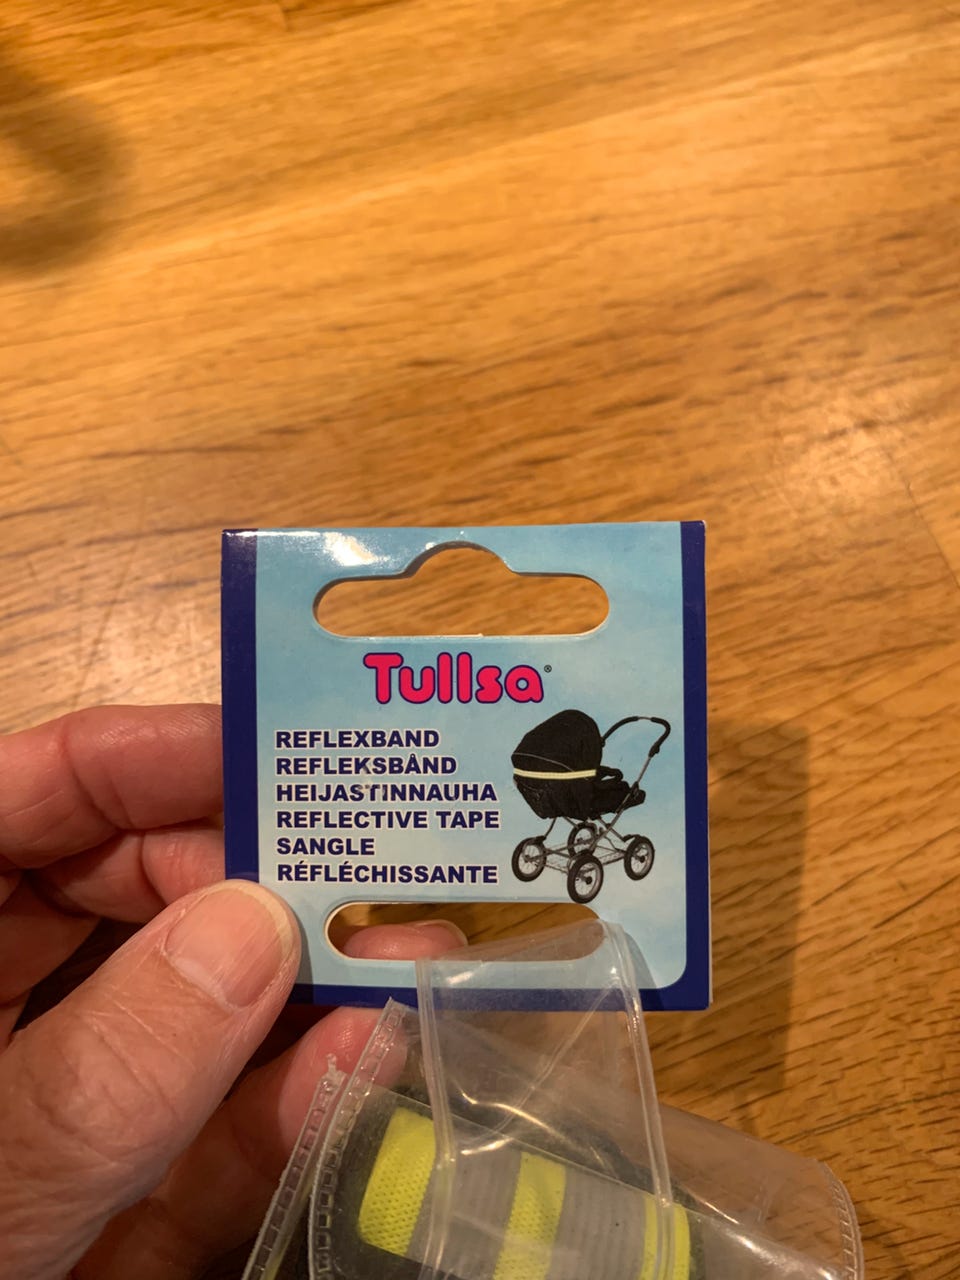 Tullsa®
REFLEXBAND
REFLEKSBÅND
HEIJASTINNAUHA
REFLECTIVE TAPE
SANGLE
RÉFLÉCHISSANTE